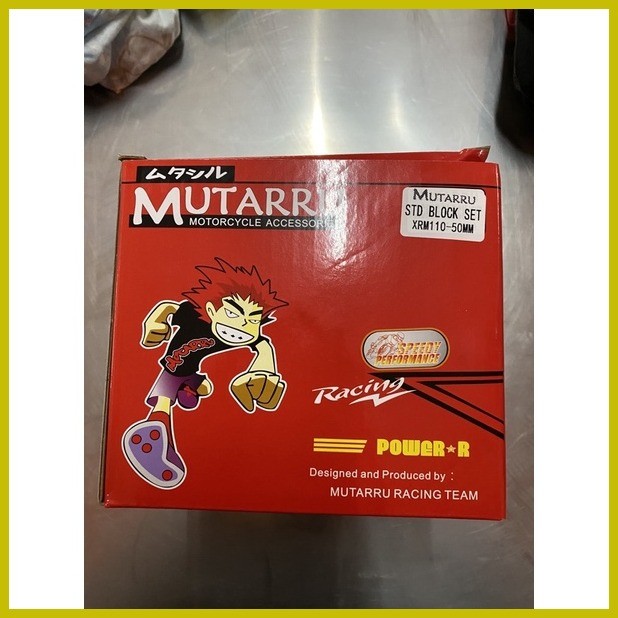 ムタシル
MUTARRU
MOTORCYCLE ACCESSORI
MUTARRU
STD BLOCK SET
XRM110-50MM
SPEEDY
PERFORMANCE
Racing
POWER★R
Designed and Produced by :
MUTARRU RACING TEAM